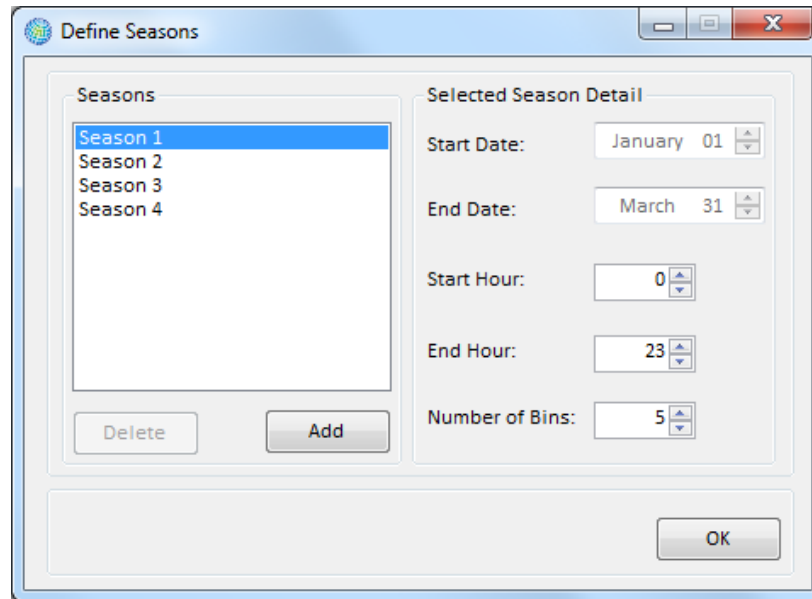 Define Seasons
Seasons
Season 1
Season 2
Season 3
Season 4
Delete
Add
Selected Season Detail
Start Date: January 01
End Date: March 31
Start Hour: 0
End Hour: 23
Number of Bins: 5
OK